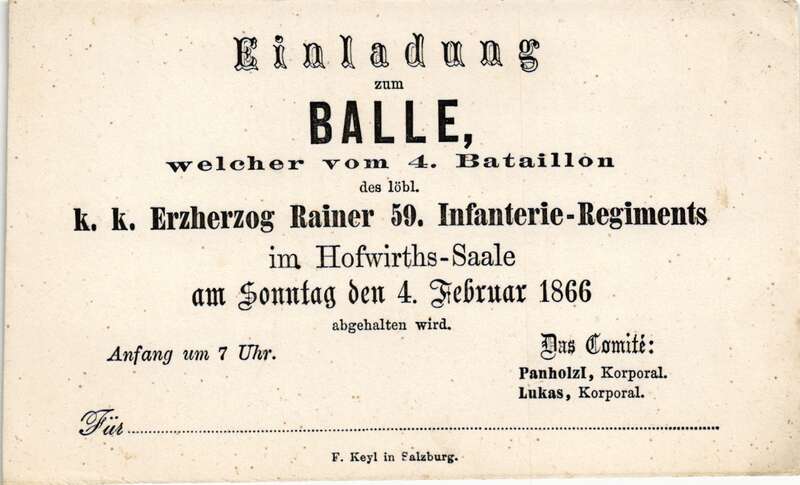 Einladung
zum
BALLE,
welcher vom 4. Bataillon
des löbl.
k. k. Erzherzog Rainer 59. Infanterie-Regiments
im Hofwirths-Saale
am Sonntag den 4. Februar 1866
abgehalten wird.
Anfang um 7 Uhr.
Das Comité:
Panholzl, Korporal.
Lukas, Korporal.
Für
F. Keyl in Salzburg.